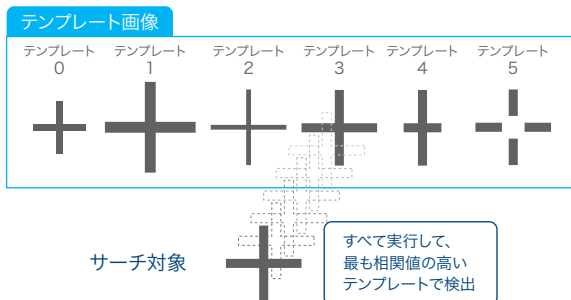 テンプレート画像
テンプレート テンプレート テンプレート テンプレート テンプレート テンプレート
0 1 2 3 4 5
サーチ対象
すべて実行して、
最も相関値の高い
テンプレートで検出